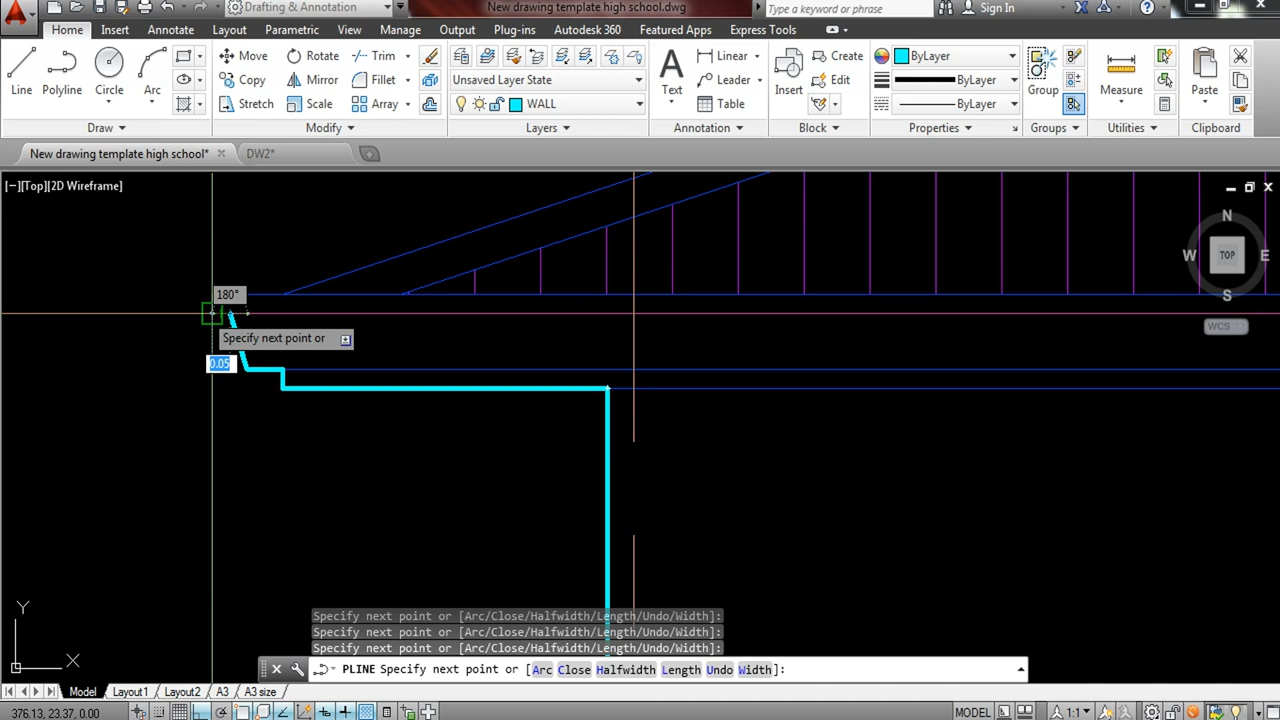 Drafting & Annotation
New drawing template high school.dwg
Type a keyword or phrase
Sign In
Home Insert Annotate Layout Parametric View Manage Output Plug-ins Autodesk 360 Featured Apps Express Tools
Line Polyline Circle Arc
Move Rotate Trim
Copy Mirror Fillet
Stretch Scale Array
Unsaved Layer State
WALL
Text
Linear
Leader
Table
Insert
Create
Edit
ByLayer
ByLayer
ByLayer
Group
Measure
Paste
Draw Modify Layers Annotation Block Properties Groups Utilities Clipboard
New drawing template high school* DW2*
[−][Top][2D Wireframe]
N
W TOP E
S
WCS
180°
Specify next point or
0.05
Y
X
Specify next point or [Arc/Close/Halfwidth/Length/Undo/Width]:
Specify next point or [Arc/Close/Halfwidth/Length/Undo/Width]:
Specify next point or [Arc/Close/Halfwidth/Length/Undo/Width]:
PLINE Specify next point or [Arc Close Halfwidth Length Undo Width]:
Model Layout1 Layout2 A3 A3 size
376.13, 23.37, 0.00
MODEL
1:1